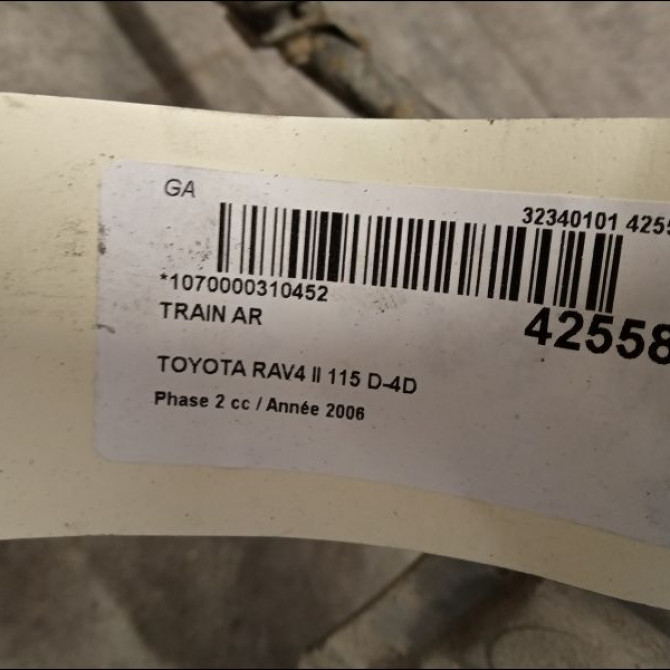 GA
32340101 4255
*1070000310452
TRAIN AR
42558
TOYOTA RAV4 II 115 D-4D
Phase 2 cc / Année 2006